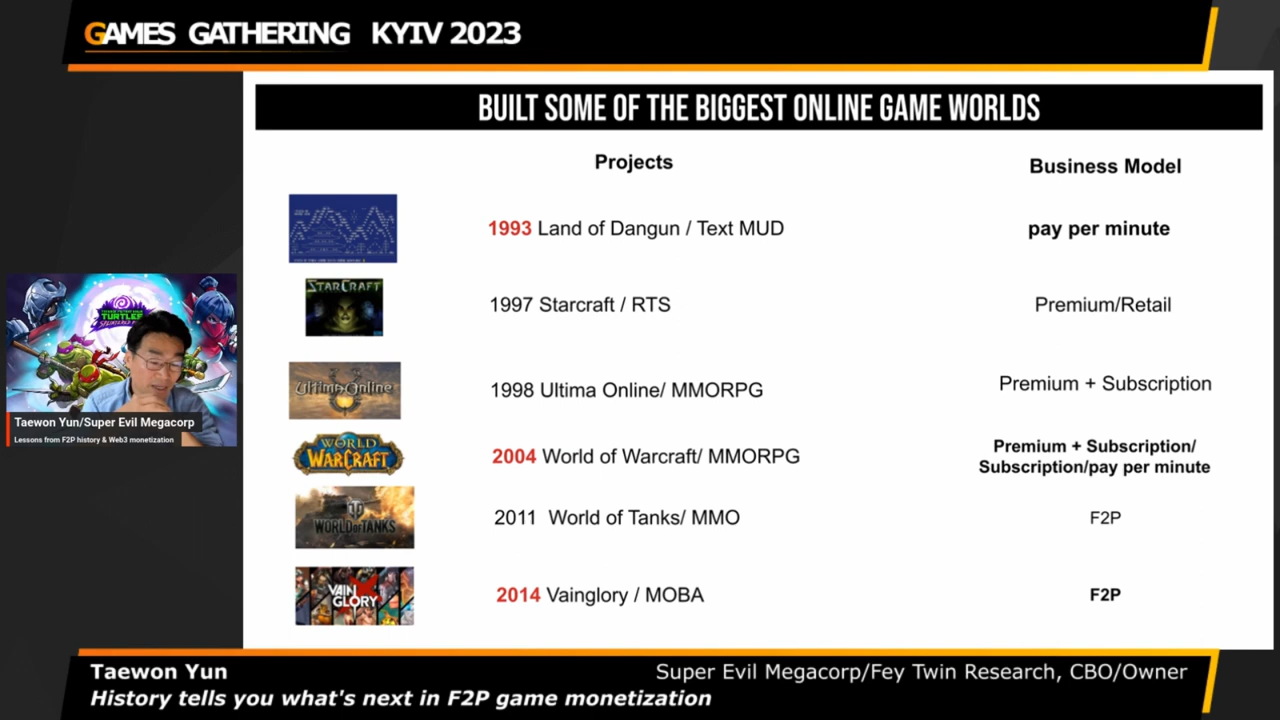 GAMES GATHERING KYIV 2023
BUILT SOME OF THE BIGGEST ONLINE GAME WORLDS
Projects
Business Model
1993 Land of Dangun / Text MUD
pay per minute
STARCRAFT
1997 Starcraft / RTS
Premium/Retail
Ultima Online
1998 Ultima Online/ MMORPG
Premium + Subscription
WORLD
WARCRAFT
2004 World of Warcraft/ MMORPG
Premium + Subscription/
Subscription/pay per minute
WORLD OF TANKS
2011 World of Tanks/ MMO
F2P
VAIN
GLORY
2014 Vainglory / MOBA
F2P
TURTLES
Taewon Yun/Super Evil Megacorp
Lessons from F2P history & Web3 monetization
Taewon Yun
Super Evil Megacorp/Fey Twin Research, CBO/Owner
History tells you what's next in F2P game monetization